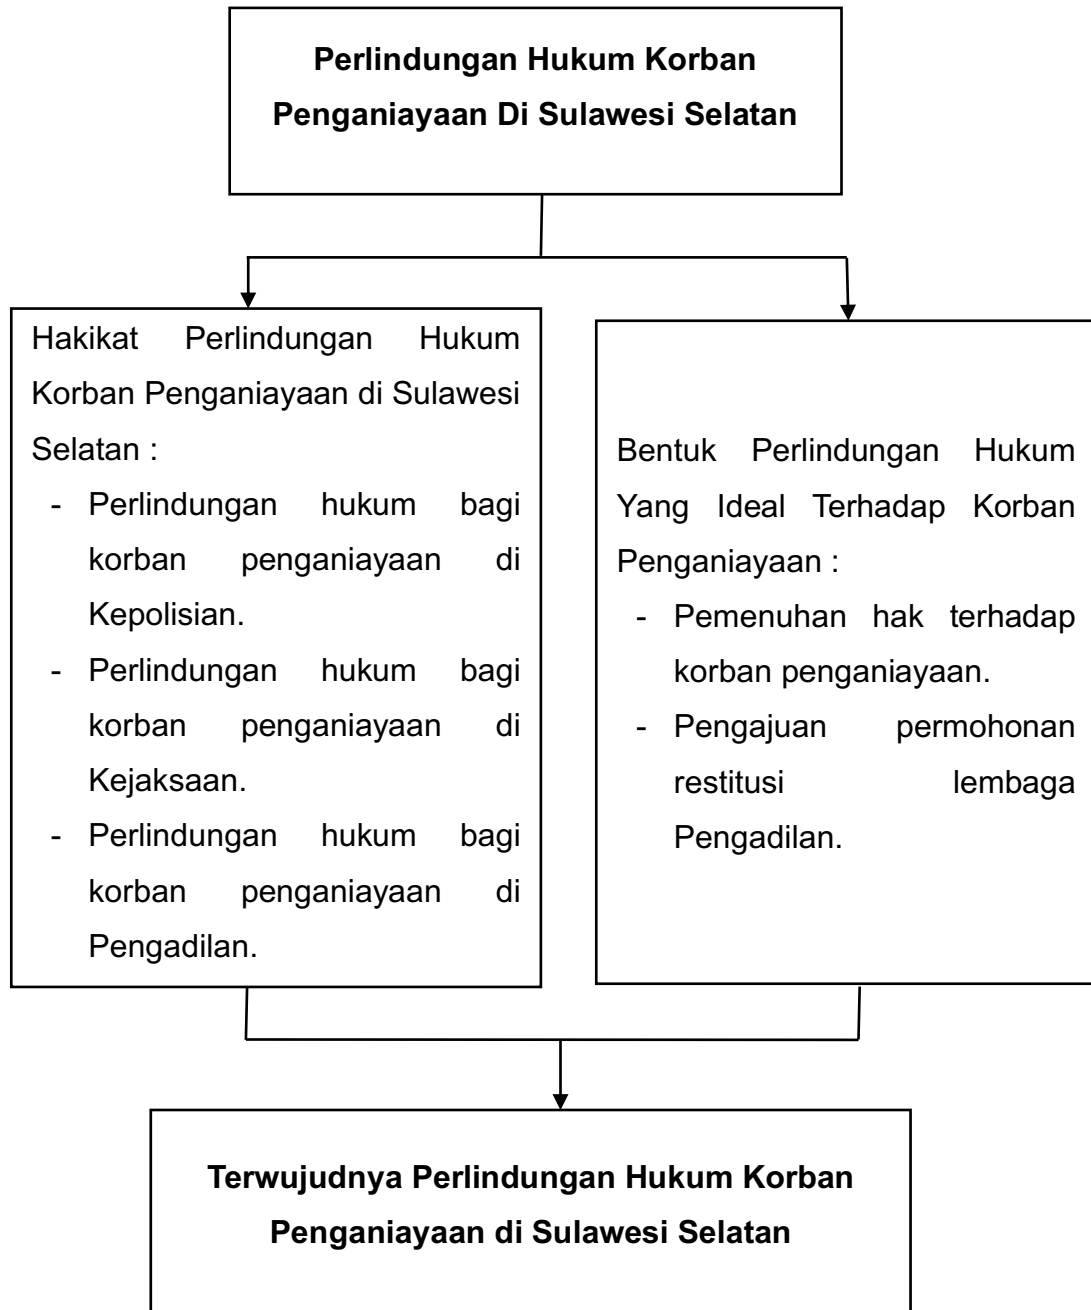 Perlindungan Hukum Korban
Penganiayaan Di Sulawesi Selatan
Hakikat Perlindungan Hukum
Korban Penganiayaan di Sulawesi
Selatan :
- Perlindungan hukum bagi
korban penganiayaan di
Kepolisian.
- Perlindungan hukum bagi
korban penganiayaan di
Kejaksaan.
- Perlindungan hukum bagi
korban penganiayaan di
Pengadilan.
Bentuk Perlindungan Hukum
Yang Ideal Terhadap Korban
Penganiayaan :
- Pemenuhan hak terhadap
korban penganiayaan.
- Pengajuan permohonan
restitusi lembaga
Pengadilan.
Terwujudnya Perlindungan Hukum Korban
Penganiayaan di Sulawesi Selatan